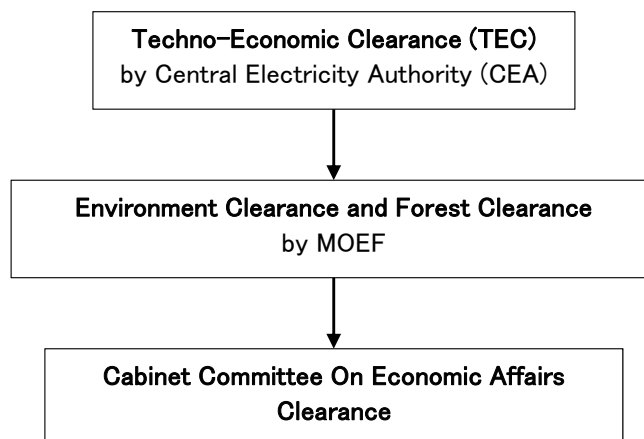 Techno-Economic Clearance (TEC)
by Central Electricity Authority (CEA)
Environment Clearance and Forest Clearance
by MOEF
Cabinet Committee On Economic Affairs
Clearance